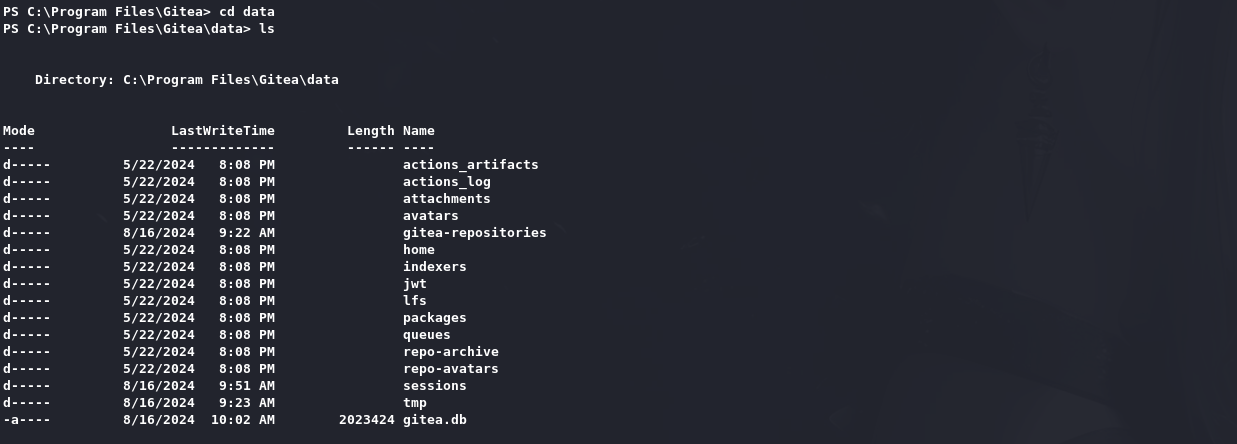 PS C:\Program Files\Gitea> cd data
PS C:\Program Files\Gitea\data> ls
Directory: C:\Program Files\Gitea\data
Mode LastWriteTime Length Name
---- ------------- ------ ----
d----- 5/22/2024 8:08 PM actions_artifacts
d----- 5/22/2024 8:08 PM actions_log
d----- 5/22/2024 8:08 PM attachments
d----- 5/22/2024 8:08 PM avatars
d----- 8/16/2024 9:22 AM gitea-repositories
d----- 5/22/2024 8:08 PM home
d----- 5/22/2024 8:08 PM indexers
d----- 5/22/2024 8:08 PM jwt
d----- 5/22/2024 8:08 PM lfs
d----- 5/22/2024 8:08 PM packages
d----- 5/22/2024 8:08 PM queues
d----- 5/22/2024 8:08 PM repo-archive
d----- 5/22/2024 8:08 PM repo-avatars
d----- 8/16/2024 9:51 AM sessions
d----- 8/16/2024 9:23 AM tmp
-a---- 8/16/2024 10:02 AM 2023424 gitea.db